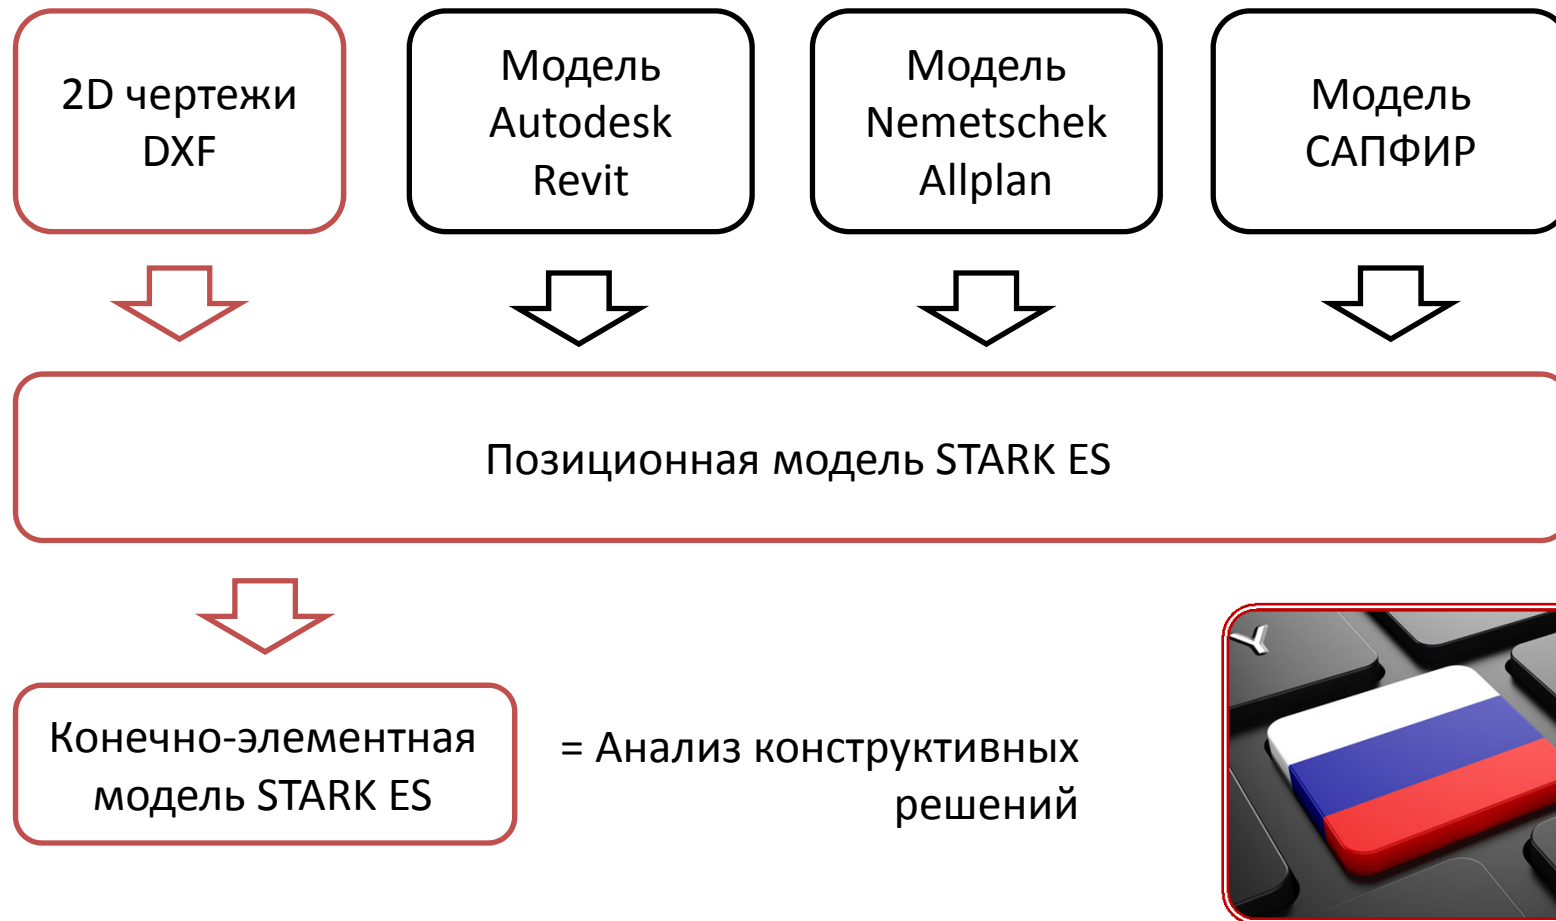 2D чертежи
DXF
Модель
Autodesk
Revit
Модель
Nemetschek
Allplan
Модель
САПФИР
Позиционная модель STARK ES
Конечно-элементная
модель STARK ES
= Анализ конструктивных
решений
Y